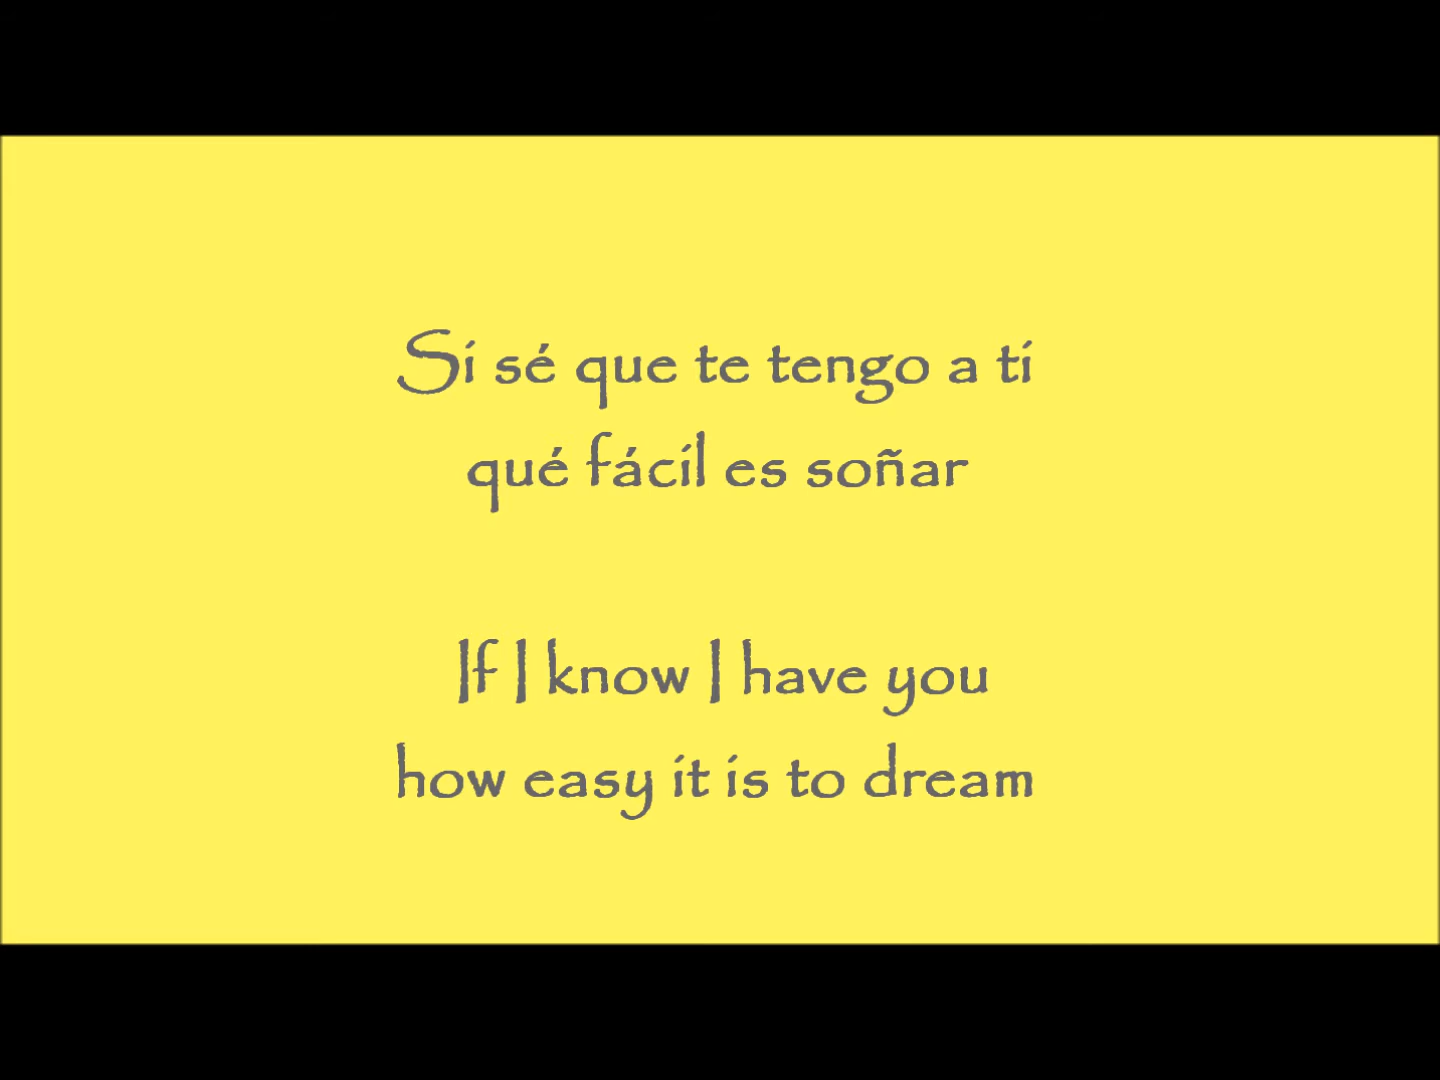 Si sé que te tengo a ti
qué fácil es soñar
If I know I have you
how easy it is to dream